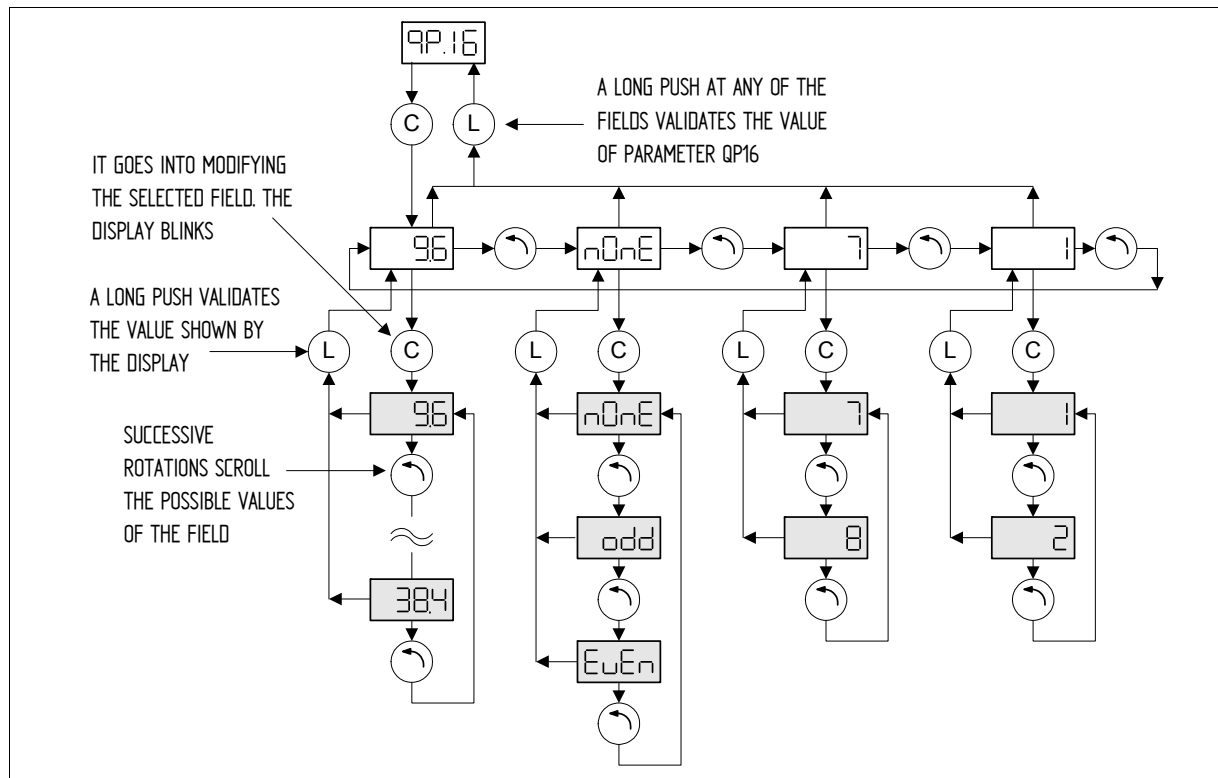 qP.16
A LONG PUSH AT ANY OF THE
FIELDS VALIDATES THE VALUE
OF PARAMETER QP16
C
L
IT GOES INTO MODIFYING
THE SELECTED FIELD. THE
DISPLAY BLINKS
9.6
nOnE
7
1
A LONG PUSH VALIDATES
THE VALUE SHOWN BY
THE DISPLAY
L
C
L
C
L
C
L
C
9.6
nOnE
7
1
SUCCESSIVE
ROTATIONS SCROLL
THE POSSIBLE VALUES
OF THE FIELD
odd
8
2
38.4
EvEn